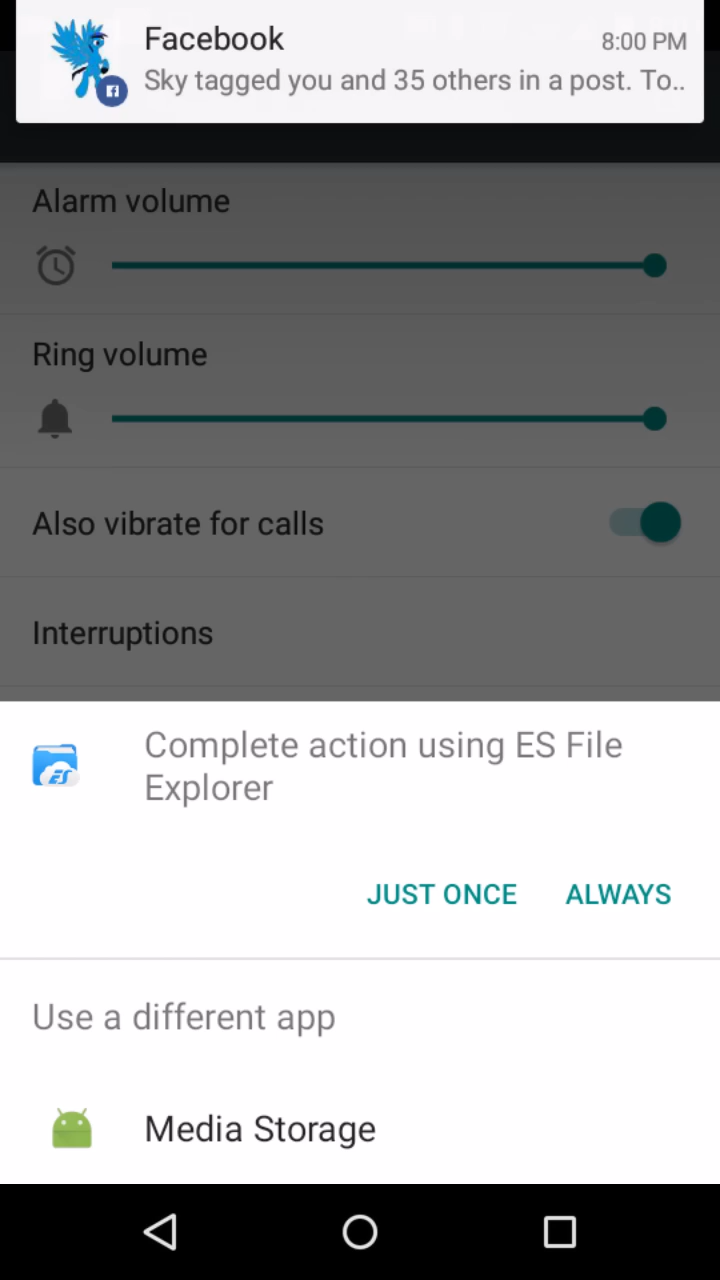 Facebook
8:00 PM
Sky tagged you and 35 others in a post. To..
Alarm volume
Ring volume
Also vibrate for calls
Interruptions
Complete action using ES File
Explorer
JUST ONCE
ALWAYS
Use a different app
Media Storage